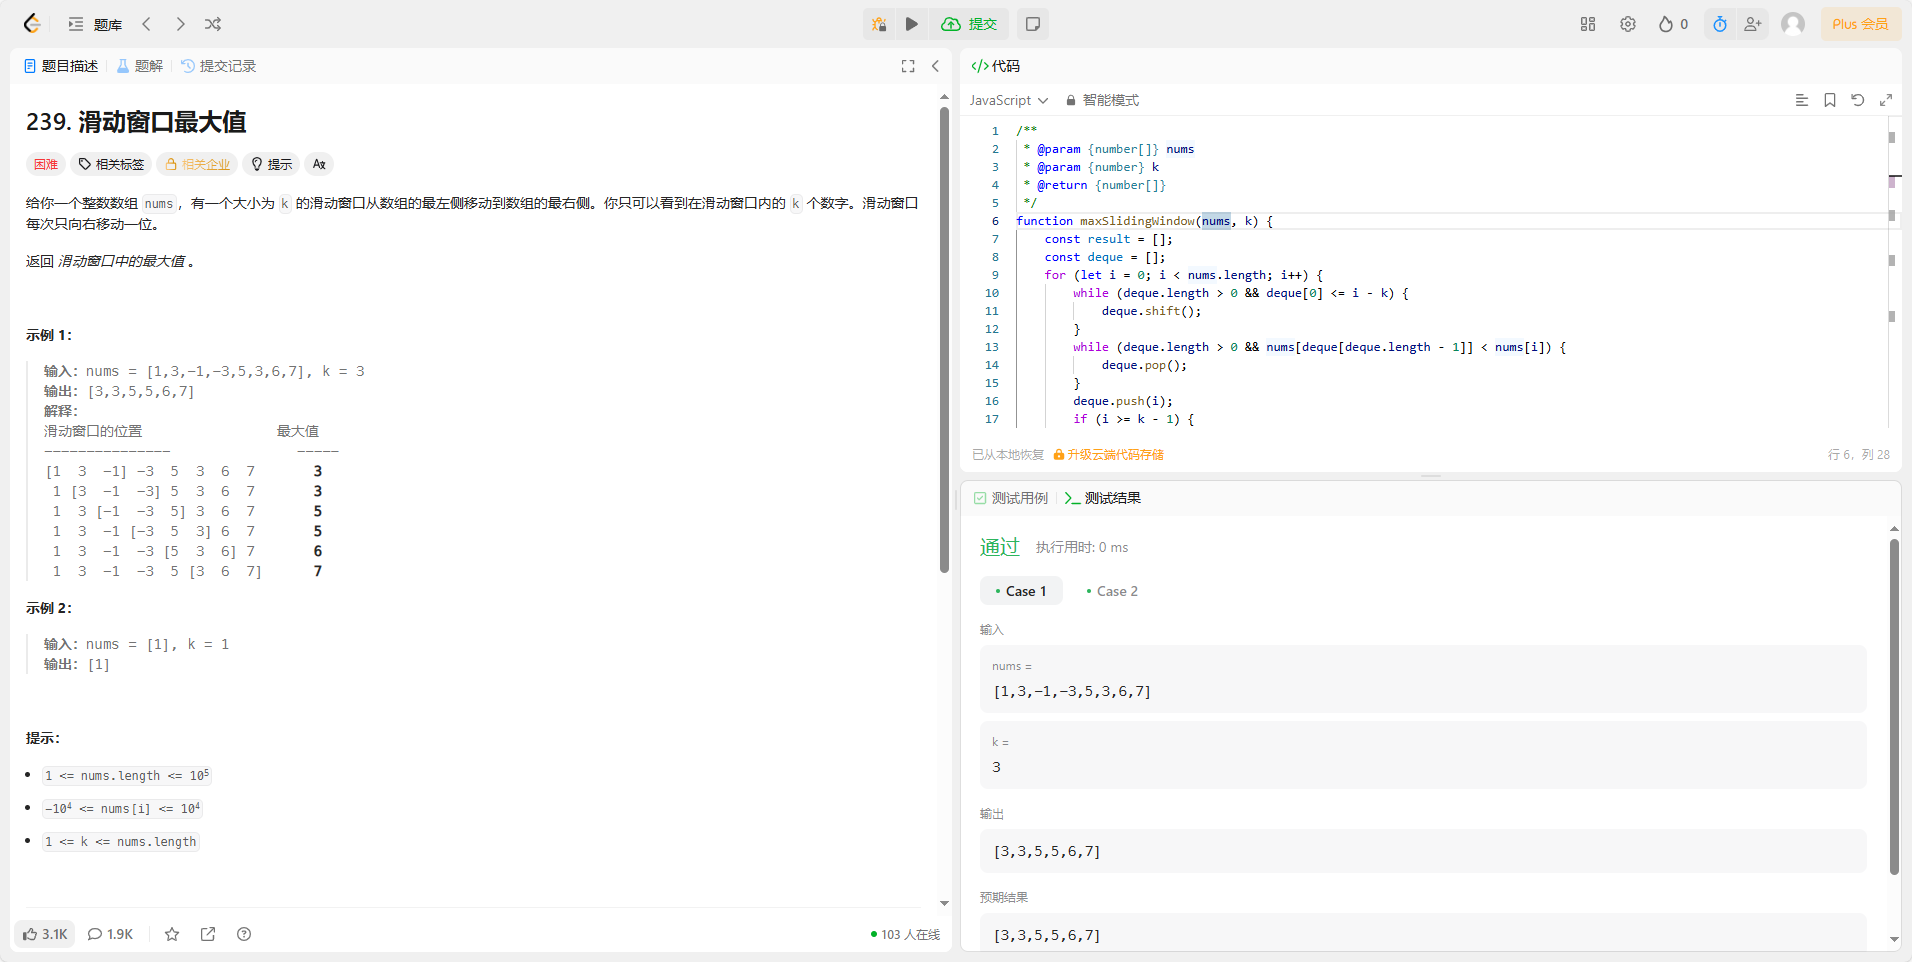 题库
提交
0
Plus 会员
题目描述
题解
提交记录
239. 滑动窗口最大值
困难
相关标签
相关企业
提示
给你一个整数数组 nums，有一个大小为 k 的滑动窗口从数组的最左侧移动到数组的最右侧。你只可以看到在滑动窗口内的 k 个数字。滑动窗口
每次只向右移动一位。
返回 滑动窗口中的最大值 。
示例 1：
输入：nums = [1,3,-1,-3,5,3,6,7], k = 3
输出：[3,3,5,5,6,7]
解释：
滑动窗口的位置 最大值
--------------- -----
[1 3 -1] -3 5 3 6 7 3
1 [3 -1 -3] 5 3 6 7 3
1 3 [-1 -3 5] 3 6 7 5
1 3 -1 [-3 5 3] 6 7 5
1 3 -1 -3 [5 3 6] 7 6
1 3 -1 -3 5 [3 6 7] 7
示例 2：
输入：nums = [1], k = 1
输出：[1]
提示：
1 <= nums.length <= 10⁵
-10⁴ <= nums[i] <= 10⁴
1 <= k <= nums.length
3.1K
1.9K
103 人在线
代码
JavaScript
智能模式
1 /**
2 * @param {number[]} nums
3 * @param {number} k
4 * @return {number[]}
5 */
6 function maxSlidingWindow(nums, k) {
7 const result = [];
8 const deque = [];
9 for (let i = 0; i < nums.length; i++) {
10 while (deque.length > 0 && deque[0] <= i - k) {
11 deque.shift();
12 }
13 while (deque.length > 0 && nums[deque[deque.length - 1]] < nums[i]) {
14 deque.pop();
15 }
16 deque.push(i);
17 if (i >= k - 1) {
已从本地恢复
升级云端代码存储
行 6，列 28
测试用例
测试结果
通过
执行用时: 0 ms
Case 1
Case 2
输入
nums =
[1,3,-1,-3,5,3,6,7]
k =
3
输出
[3,3,5,5,6,7]
预期结果
[3,3,5,5,6,7]